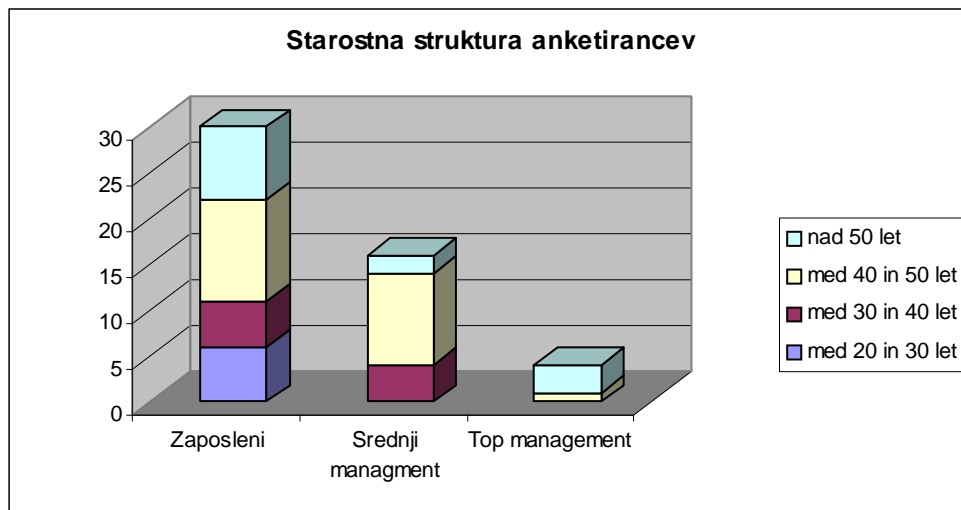 Starostna struktura anketirancev
30
25
20
15
10
5
0
Zaposleni
Srednji
managment
Top management
nad 50 let
med 40 in 50 let
med 30 in 40 let
med 20 in 30 let